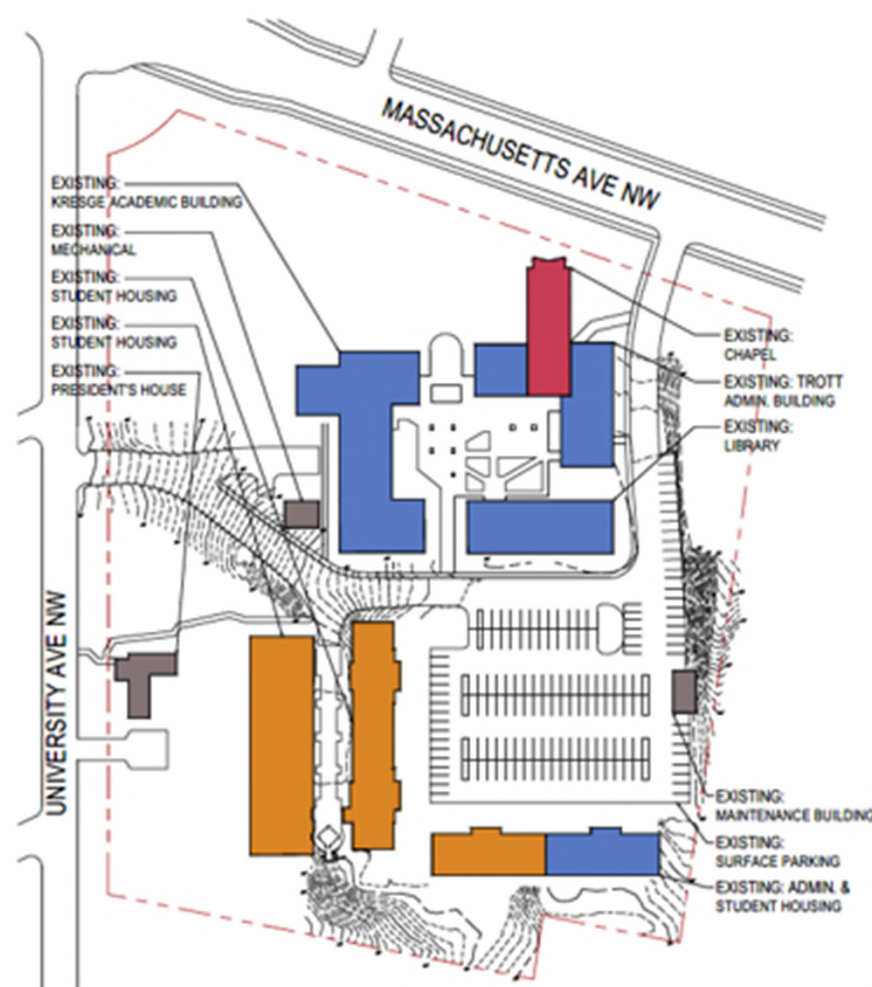 MASSACHUSETTS AVE NW
EXISTING:
KRESGE ACADEMIC BUILDING
EXISTING:
MECHANICAL
EXISTING:
STUDENT HOUSING
EXISTING:
STUDENT HOUSING
EXISTING:
PRESIDENT'S HOUSE
EXISTING:
CHAPEL
EXISTING: TROTT
ADMIN. BUILDING
EXISTING:
LIBRARY
UNIVERSITY AVE NW
EXISTING:
MAINTENANCE BUILDING
EXISTING:
SURFACE PARKING
EXISTING: ADMIN. &
STUDENT HOUSING